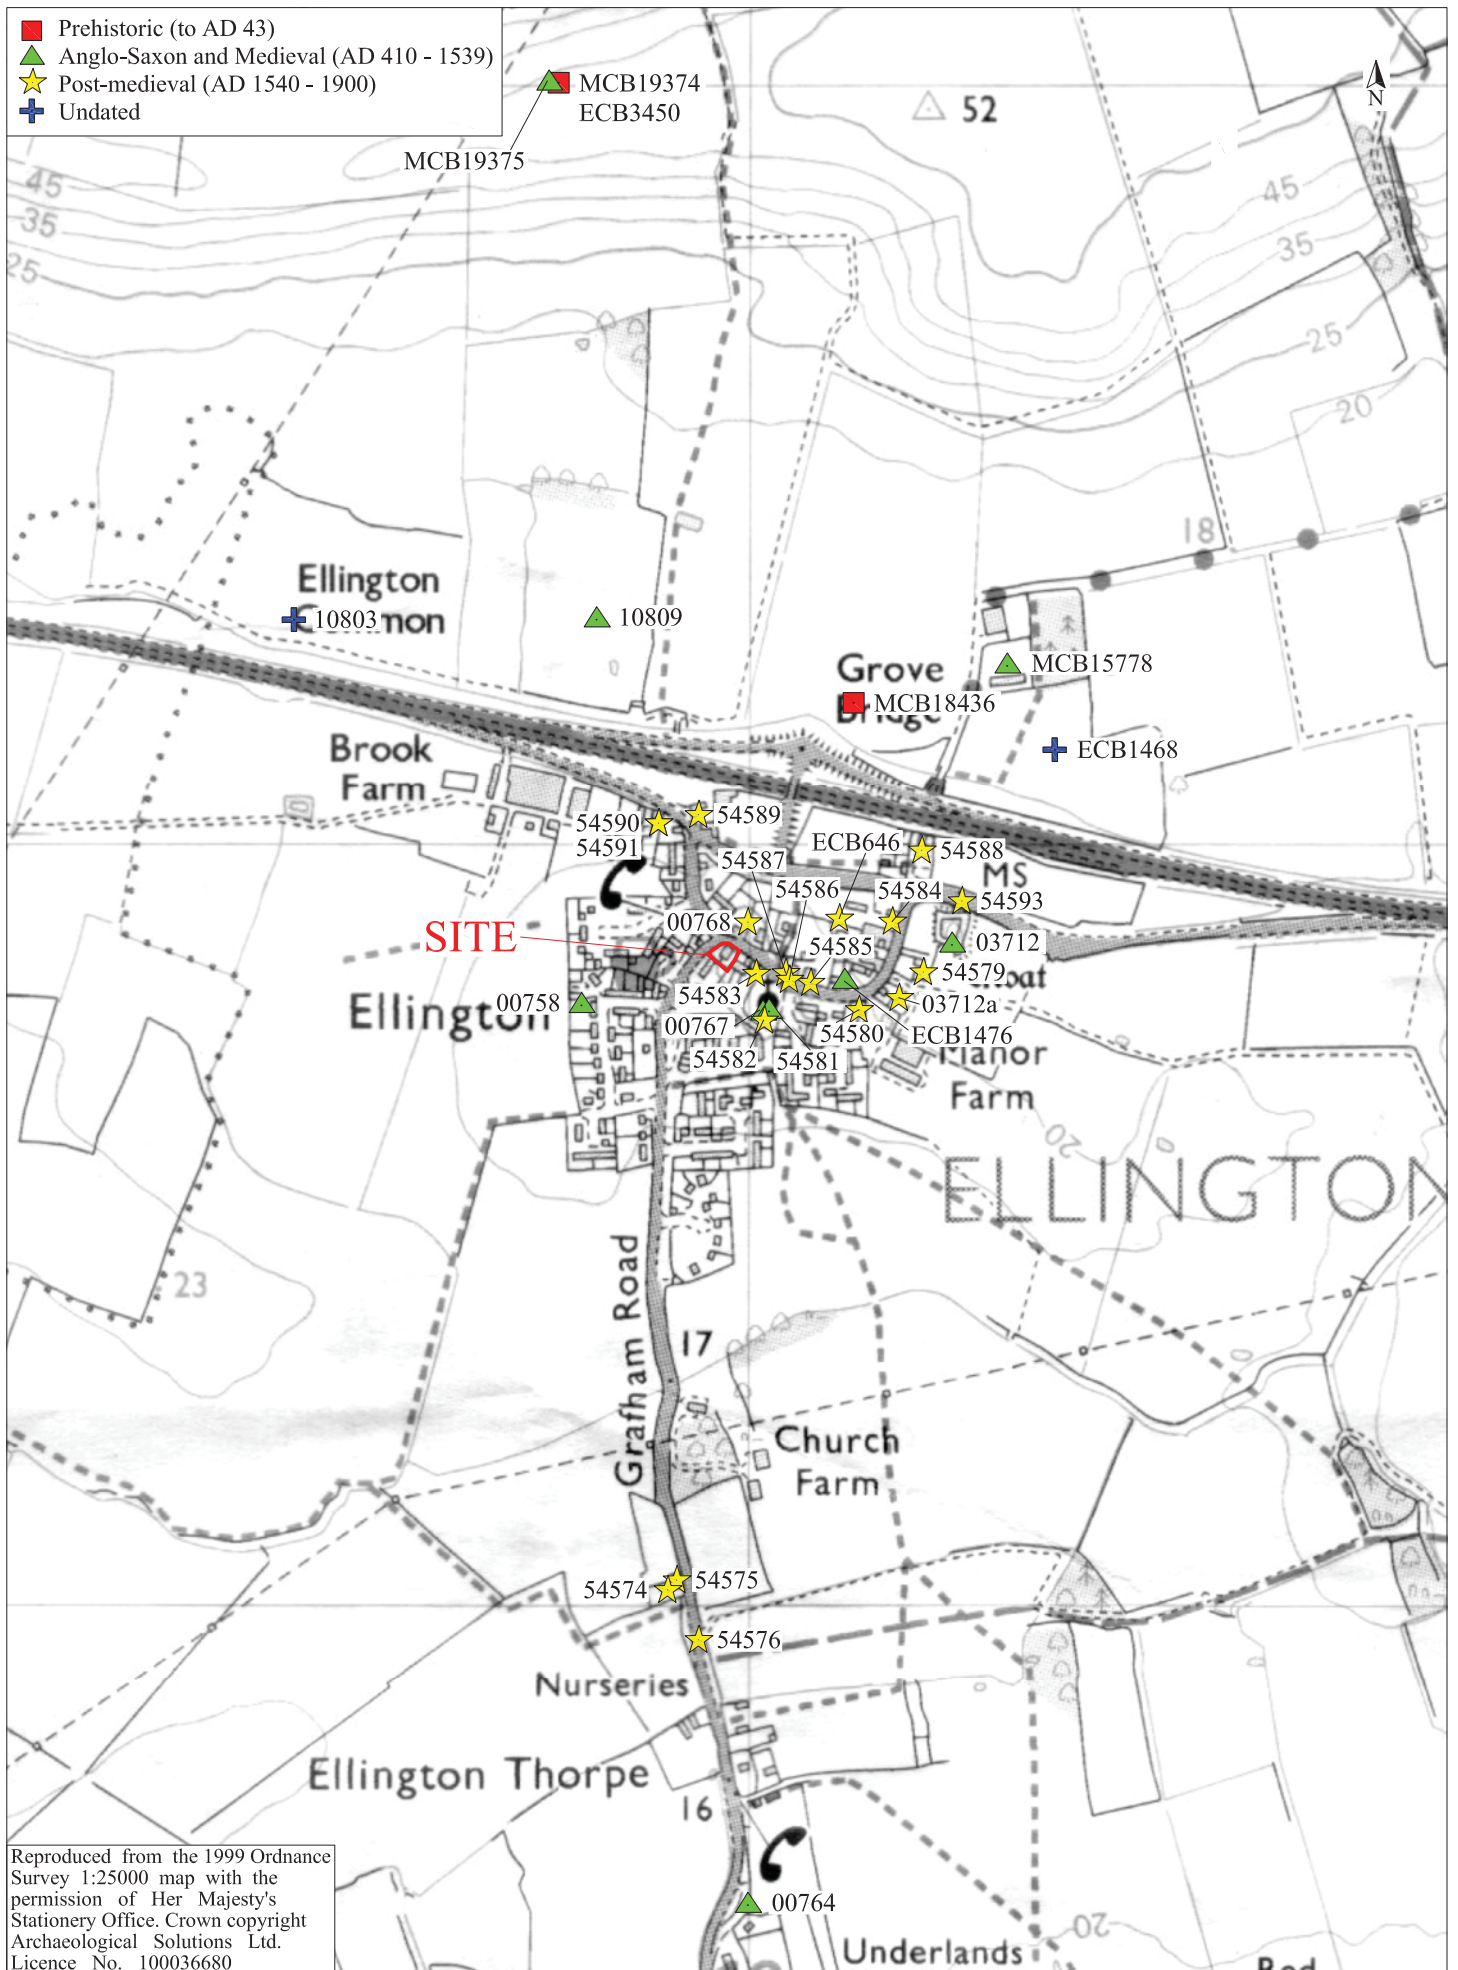 Prehistoric (to AD 43)
Anglo-Saxon and Medieval (AD 410 - 1539)
Post-medieval (AD 1540 - 1900)
Undated
MCB19374
ECB3450
MCB19375
52
N
45
35
25
45
35
25
20
18
Ellington
10803 mon
10809
MCB15778
Grove
MCB18436
ECB1468
Brook
Farm
54590
54591
54589
ECB646
54587
54588
MS
54586
54584
54593
00768
SITE
54585
03712
54579
54583
03712a
00758
Ellington
00767
54580
ECB1476
54582
54581
Manor
Farm
20
ELLINGTON
23
Grafham Road
17
Church
Farm
54575
54574
54576
Nurseries
Ellington Thorpe
16
00764
20
Underlands
Reproduced from the 1999 Ordnance
Survey 1:25000 map with the
permission of Her Majesty's
Stationery Office. Crown copyright
Archaeological Solutions Ltd.
Licence No. 100036680